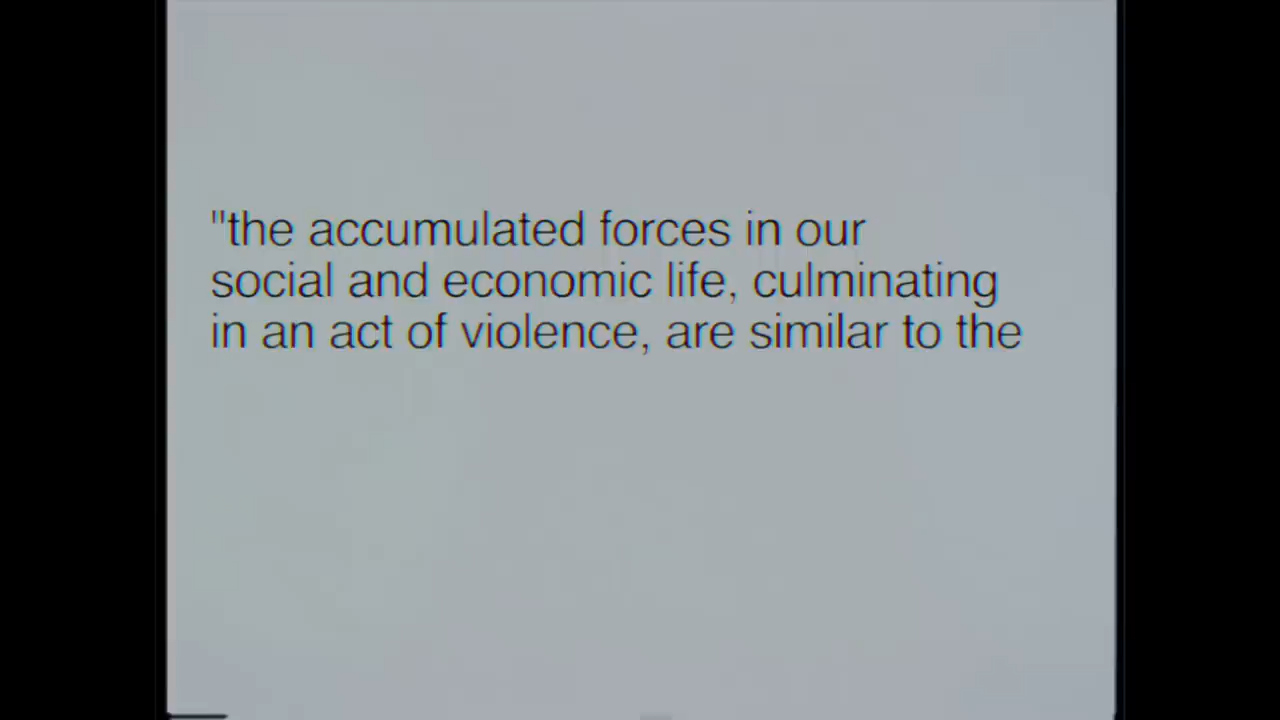 "the accumulated forces in our
social and economic life, culminating
in an act of violence, are similar to the